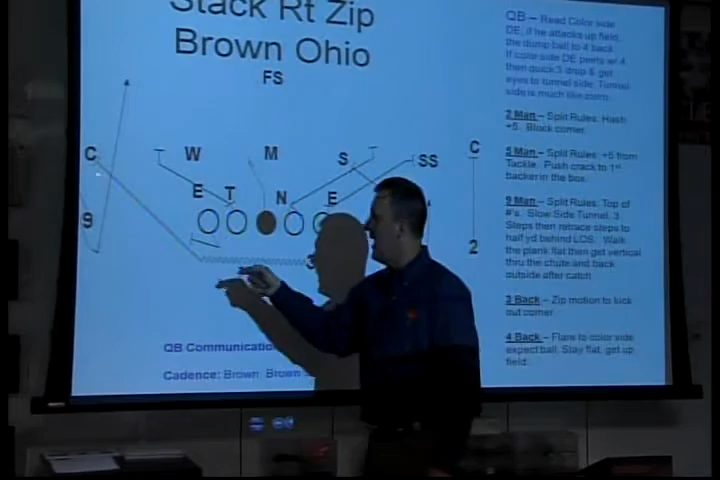 Stack Rt Zip
Brown Ohio
FS
QB – Read Color side
DE, if he attacks up field,
the dump ball to 4 back
If color side DE peels w/ 4
then quick 3 drop & get
eyes to tunnel side. Tunnel
side is much like zorro.
2 Man – Split Rules: Hash
+5. Block corner.
5 Man – Split Rules: +6 from
Tackle. Push crack to 1st
backer in the box.
9 Man – Split Rules: Top of
#'s. Slow Side Tunnel. 3
Steps then retrace steps to
half yd behind LOS. Walk
the plank flat then get vertical
thru the chute and back
outside after catch.
3 Back – Zip motion to kick
out corner.
4 Back – Flare to color side
expect ball. Stay flat, get up
field.
C W M S SS C
E T N E
9
2
QB Communicatio
Cadence: Brown Brown